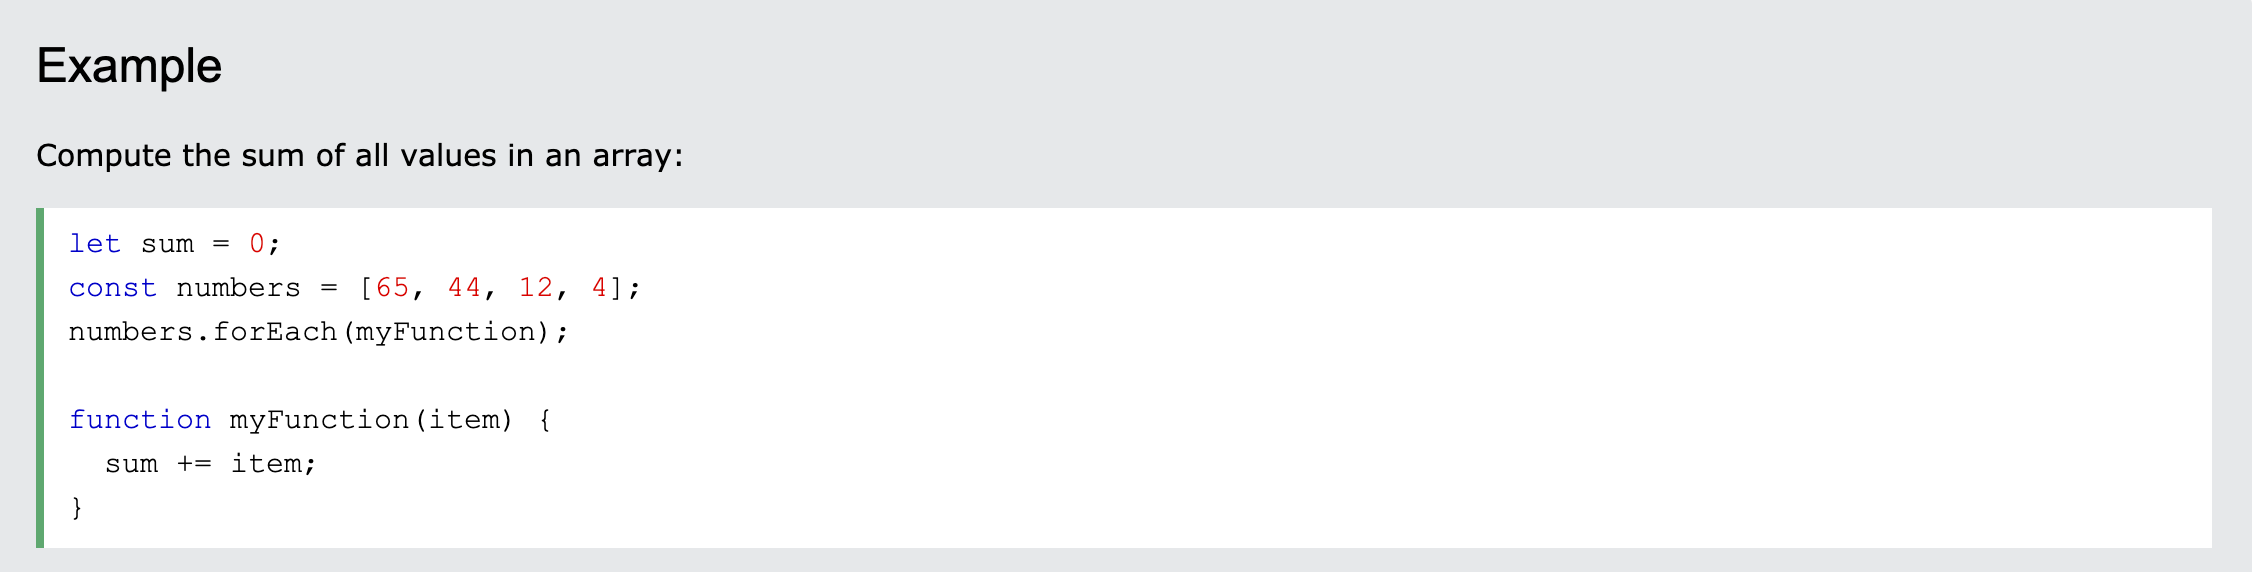 Example
Compute the sum of all values in an array:
let sum = 0;
const numbers = [65, 44, 12, 4];
numbers.forEach(myFunction);
function myFunction(item) {
  sum += item;
}